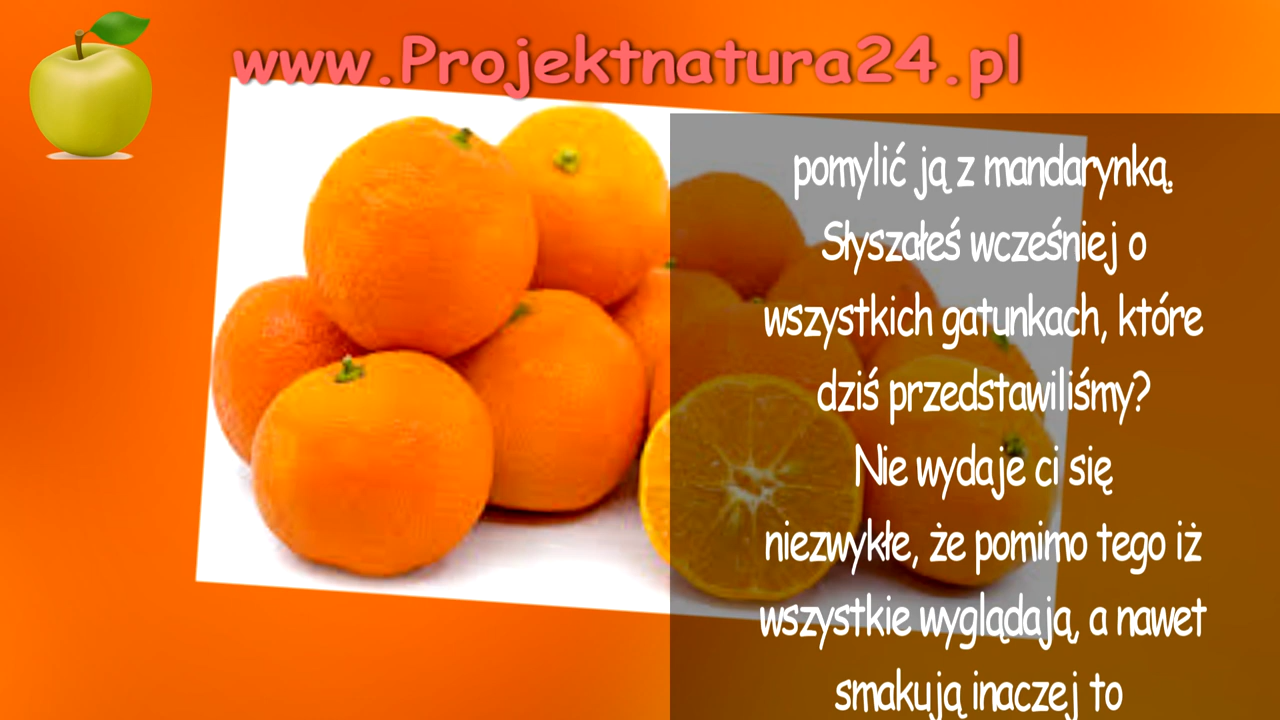 www.Projektnatura24.pl
pomylić ją z mandarynką.
Słyszałeś wcześniej o
wszystkich gatunkach, które
dziś przedstawiliśmy?
Nie wydaje ci się
niezwykłe, że pomimo tego iż
wszystkie wyglądają, a nawet
smakują inaczej to